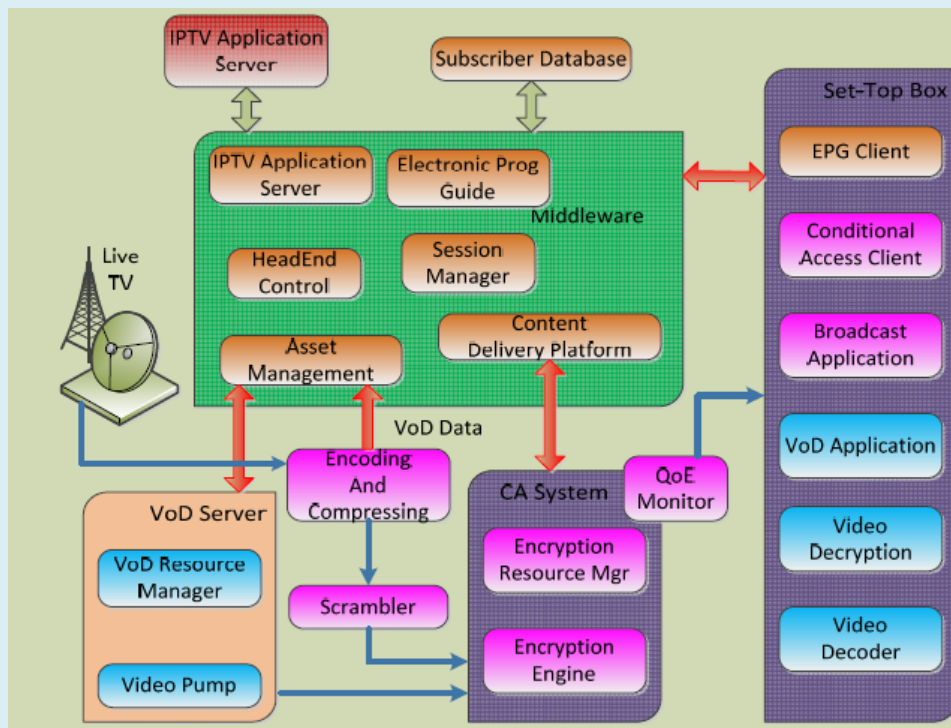 IPTV Application
Server
Subscriber Database
Set-Top Box
IPTV Application
Server
Electronic Prog
Guide
Middleware
EPG Client
Live
TV
HeadEnd
Control
Session
Manager
Conditional
Access Client
Asset
Management
Content
Delivery Platform
Broadcast
Application
VoD Data
VoD Server
Encoding
And
Compressing
CA System
QoE
Monitor
VoD Application
VoD Resource
Manager
Scrambler
Encryption
Resource Mgr
Video
Decryption
Video Pump
Encryption
Engine
Video
Decoder